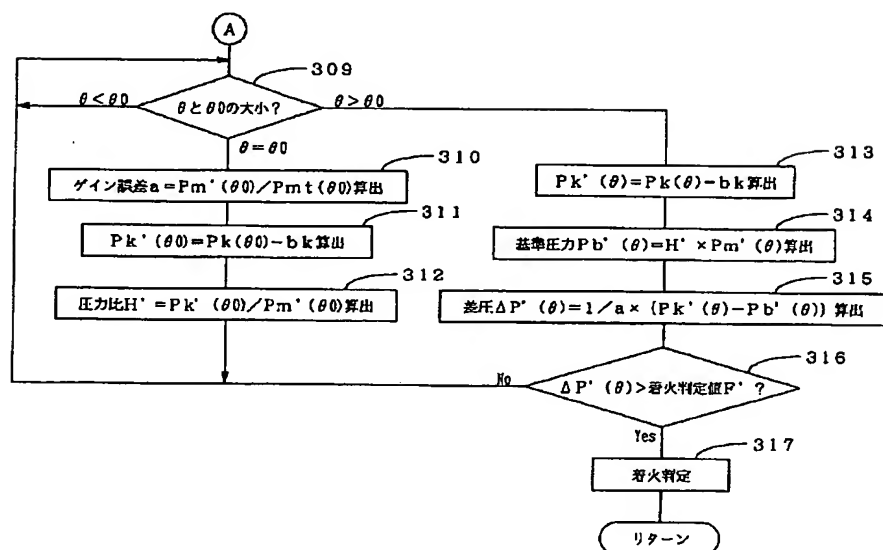 A
309
θ<θ0
θとθ0の大小?
θ>θ0
θ=θ0
310
ゲイン誤差a=Pm'(θ0)/Pmt(θ0)算出
311
Pk'(θ0)=Pk(θ0)-bk算出
312
圧力比H'=Pk'(θ0)/Pm'(θ0)算出
313
Pk'(θ)=Pk(θ)-bk算出
314
基準圧力Pb'(θ)=H'×Pm'(θ)算出
315
差圧ΔP'(θ)=1/a×{Pk'(θ)-Pb'(θ)}算出
316
No
ΔP'(θ)>着火判定値F'?
Yes
317
着火判定
リターン